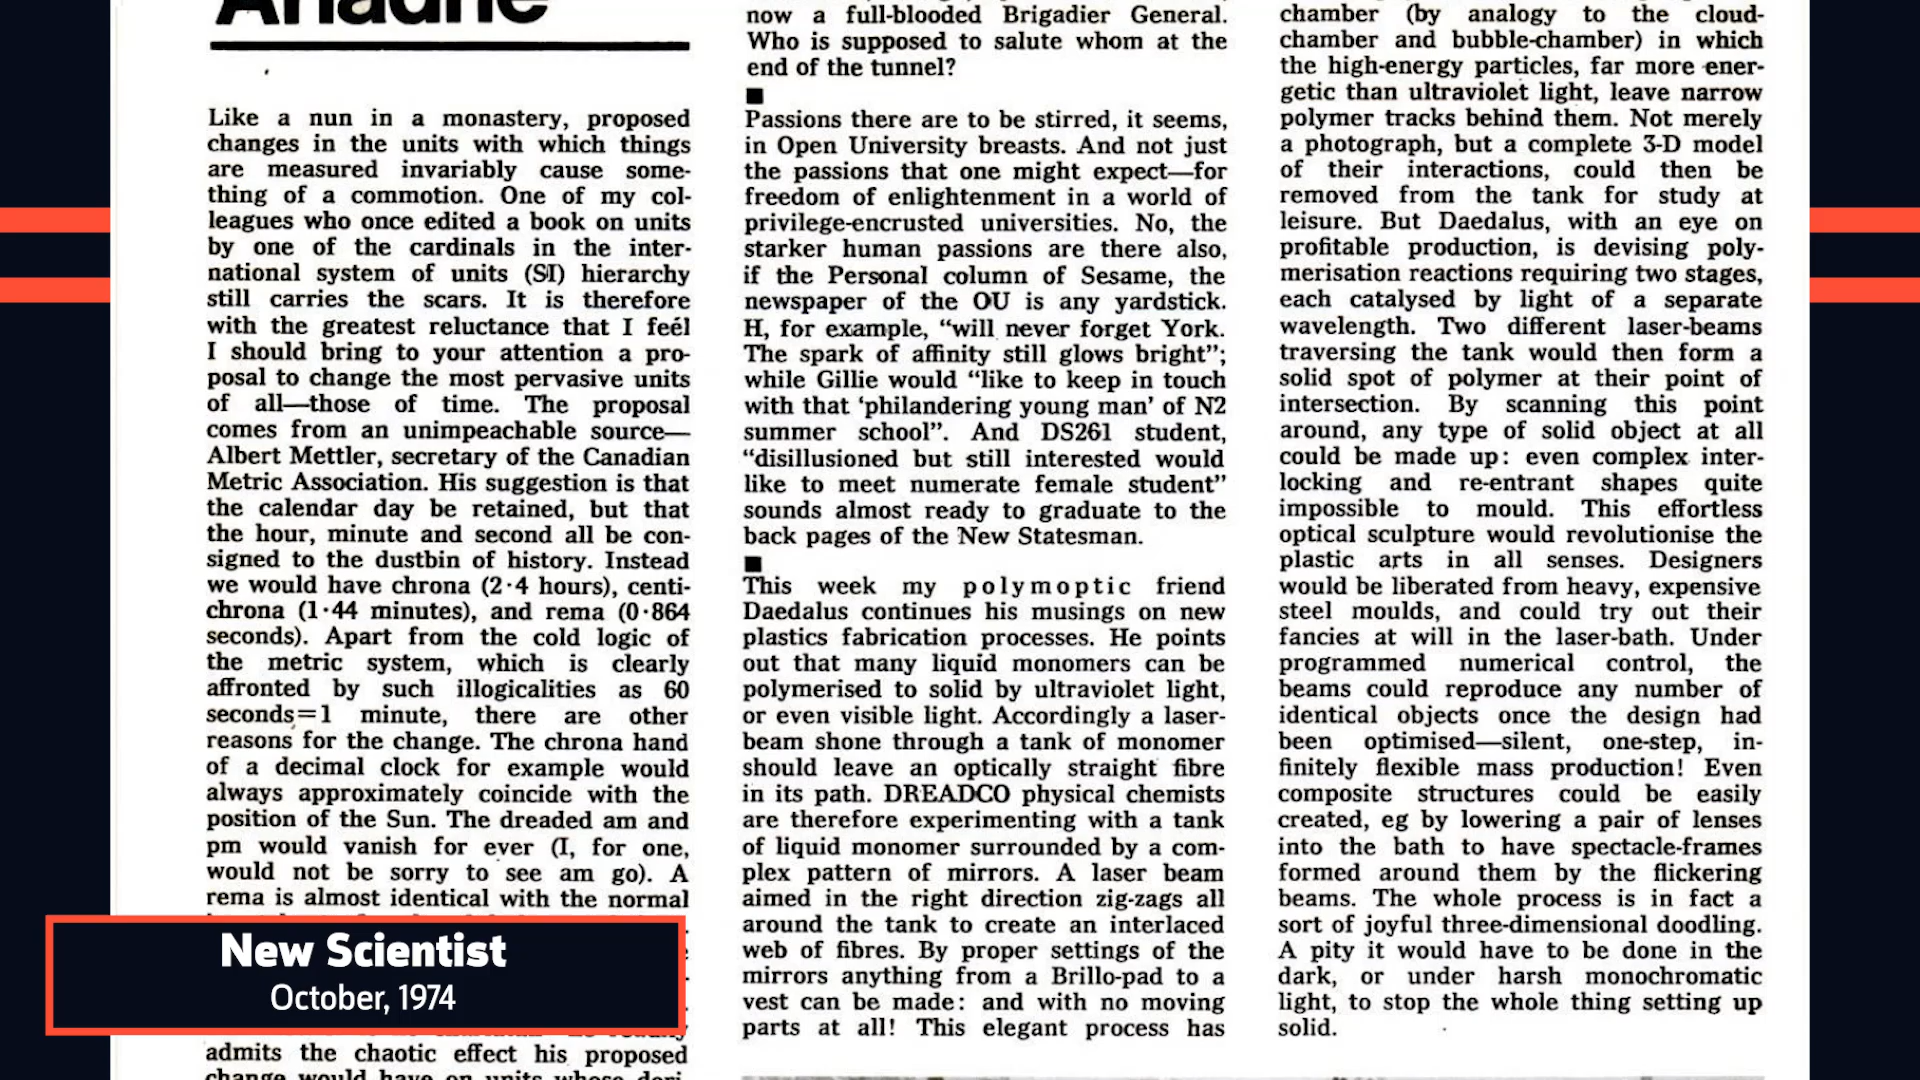 Ariadne
Like a nun in a monastery, proposed
changes in the units with which things
are measured invariably cause some-
thing of a commotion. One of my col-
leagues who once edited a book on units
by one of the cardinals in the inter-
national system of units (SI) hierarchy
still carries the scars. It is therefore
with the greatest reluctance that I feel
I should bring to your attention a pro-
posal to change the most pervasive units
of all—those of time. The proposal
comes from an unimpeachable source—
Albert Mettler, secretary of the Canadian
Metric Association. His suggestion is that
the calendar day be retained, but that
the hour, minute and second all be con-
signed to the dustbin of history. Instead
we would have chrona (2·4 hours), centi-
chrona (1·44 minutes), and rema (0·864
seconds). Apart from the cold logic of
the metric system, which is clearly
affronted by such illogicalities as 60
seconds=1 minute, there are other
reasons for the change. The chrona hand
of a decimal clock for example would
always approximately coincide with the
position of the Sun. The dreaded am and
pm would vanish for ever (I, for one,
would not be sorry to see am go). A
rema is almost identical with the normal
admits the chaotic effect his proposed
change would have on units whose deri-
now a full-blooded Brigadier General.
Who is supposed to salute whom at the
end of the tunnel?
■
Passions there are to be stirred, it seems,
in Open University breasts. And not just
the passions that one might expect—for
freedom of enlightenment in a world of
privilege-encrusted universities. No, the
starker human passions are there also,
if the Personal column of Sesame, the
newspaper of the OU is any yardstick.
H, for example, “will never forget York.
The spark of affinity still glows bright”;
while Gillie would “like to keep in touch
with that ‘philandering young man’ of N2
summer school”. And DS261 student,
“disillusioned but still interested would
like to meet numerate female student”
sounds almost ready to graduate to the
back pages of the New Statesman.
■
This week my polymoptic friend
Daedalus continues his musings on new
plastics fabrication processes. He points
out that many liquid monomers can be
polymerised to solid by ultraviolet light,
or even visible light. Accordingly a laser-
beam shone through a tank of monomer
should leave an optically straight fibre
in its path. DREADCO physical chemists
are therefore experimenting with a tank
of liquid monomer surrounded by a com-
plex pattern of mirrors. A laser beam
aimed in the right direction zig-zags all
around the tank to create an interlaced
web of fibres. By proper settings of the
mirrors anything from a Brillo-pad to a
vest can be made: and with no moving
parts at all! This elegant process has
chamber (by analogy to the cloud-
chamber and bubble-chamber) in which
the high-energy particles, far more ener-
getic than ultraviolet light, leave narrow
polymer tracks behind them. Not merely
a photograph, but a complete 3-D model
of their interactions, could then be
removed from the tank for study at
leisure. But Daedalus, with an eye on
profitable production, is devising poly-
merisation reactions requiring two stages,
each catalysed by light of a separate
wavelength. Two different laser-beams
traversing the tank would then form a
solid spot of polymer at their point of
intersection. By scanning this point
around, any type of solid object at all
could be made up: even complex inter-
locking and re-entrant shapes quite
impossible to mould. This effortless
optical sculpture would revolutionise the
plastic arts in all senses. Designers
would be liberated from heavy, expensive
steel moulds, and could try out their
fancies at will in the laser-bath. Under
programmed numerical control, the
beams could reproduce any number of
identical objects once the design had
been optimised—silent, one-step, in-
finitely flexible mass production! Even
composite structures could be easily
created, eg by lowering a pair of lenses
into the bath to have spectacle-frames
formed around them by the flickering
beams. The whole process is in fact a
sort of joyful three-dimensional doodling.
A pity it would have to be done in the
dark, or under harsh monochromatic
light, to stop the whole thing setting up
solid.
New Scientist
October, 1974